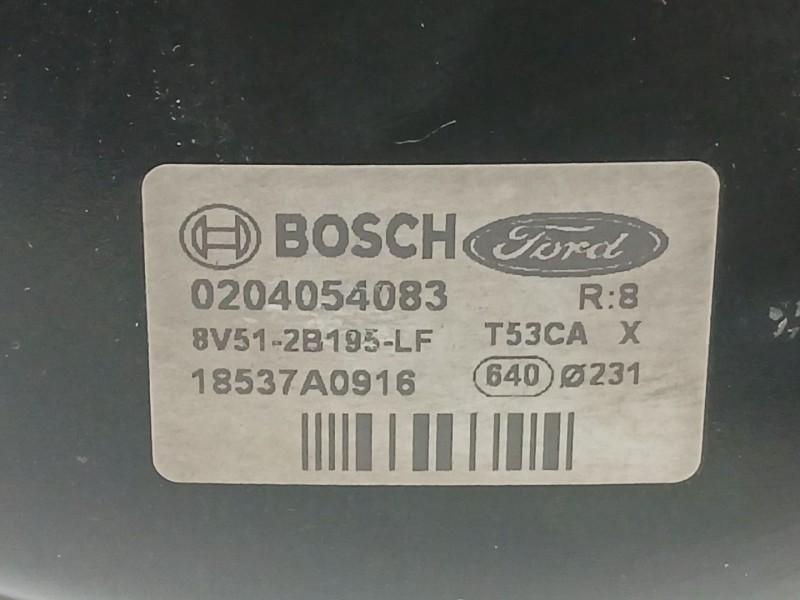 BOSCH Ford
0204054083 R:8
8V51-2B195-LF T53CA X
18537A0916 640 Ø231